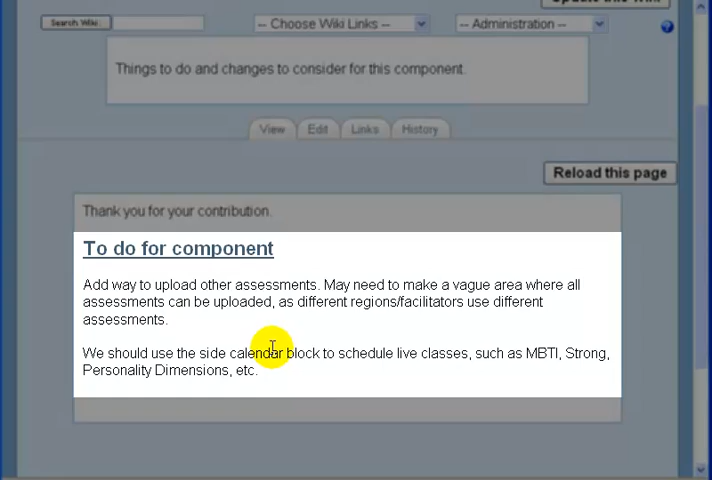 Update this Wiki
Search Wiki:
-- Choose Wiki Links --
-- Administration --
?
Things to do and changes to consider for this component.
View
Edit
Links
History
Reload this page
Thank you for your contribution.
To do for component
Add way to upload other assessments. May need to make a vague area where all
assessments can be uploaded, as different regions/facilitators use different
assessments.
We should use the side calendar block to schedule live classes, such as MBTI, Strong,
Personality Dimensions, etc.